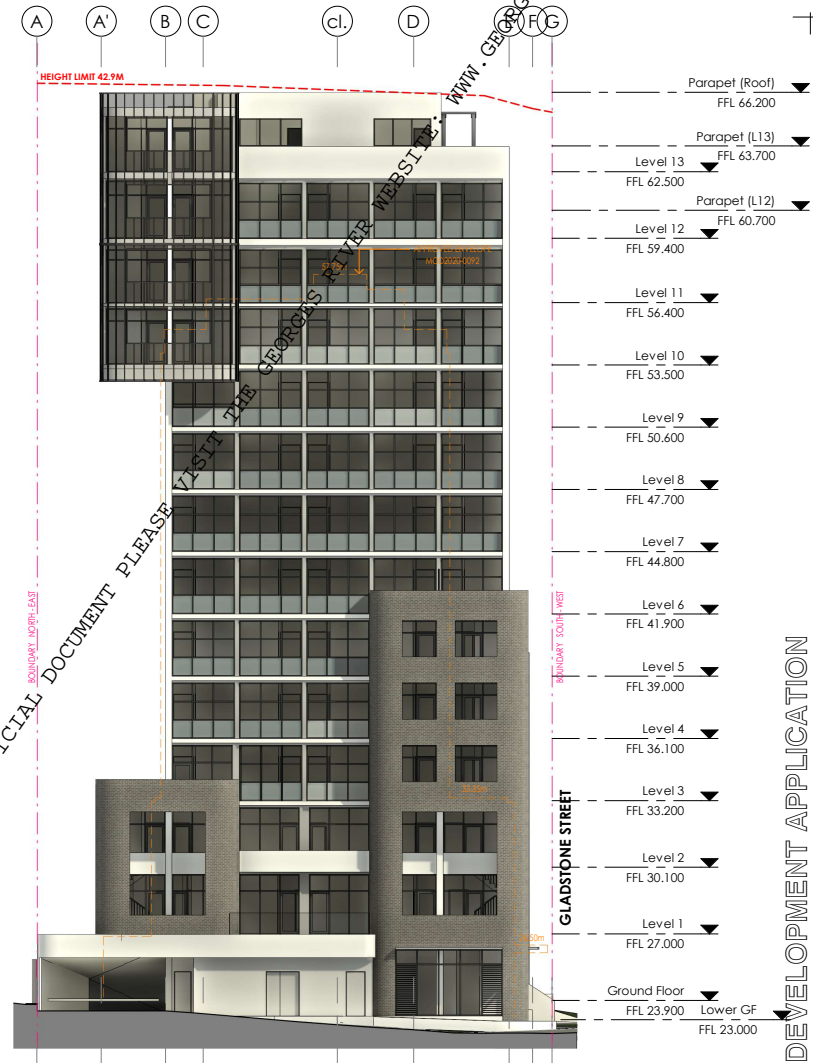 A
A'
B
C
cl.
D
E
F
G
HEIGHT LIMIT 42.9M
ICIAL DOCUMENT PLEASE VISIT THE GEORGES RIVER WEBSITE: WWW.GEORG
MOD2020-0092
BOUNDARY NORTH-EAST
BOUNDARY SOUTH-WEST
GLADSTONE STREET
Parapet (Roof)
FFL 66.200
Parapet (L13)
FFL 63.700
Level 13
FFL 62.500
Parapet (L12)
FFL 60.700
Level 12
FFL 59.400
Level 11
FFL 56.400
Level 10
FFL 53.500
Level 9
FFL 50.600
Level 8
FFL 47.700
Level 7
FFL 44.800
Level 6
FFL 41.900
Level 5
FFL 39.000
Level 4
FFL 36.100
Level 3
FFL 33.200
Level 2
FFL 30.100
Level 1
FFL 27.000
Ground Floor
FFL 23.900
Lower GF
FFL 23.000
DEVELOPMENT APPLICATION